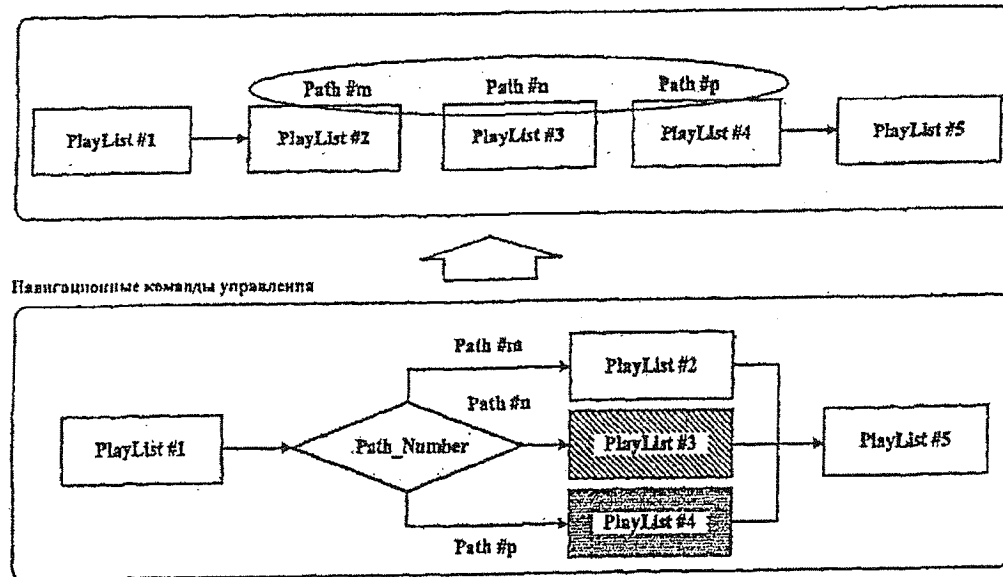 Path #m Path #n Path #p
PlayList #1 PlayList #2 PlayList #3 PlayList #4 PlayList #5
Навигационные команды управления
Path #m
PlayList #2
Path #n
PlayList #1 Path_Number PlayList #3 PlayList #5
PlayList #4
Path #p